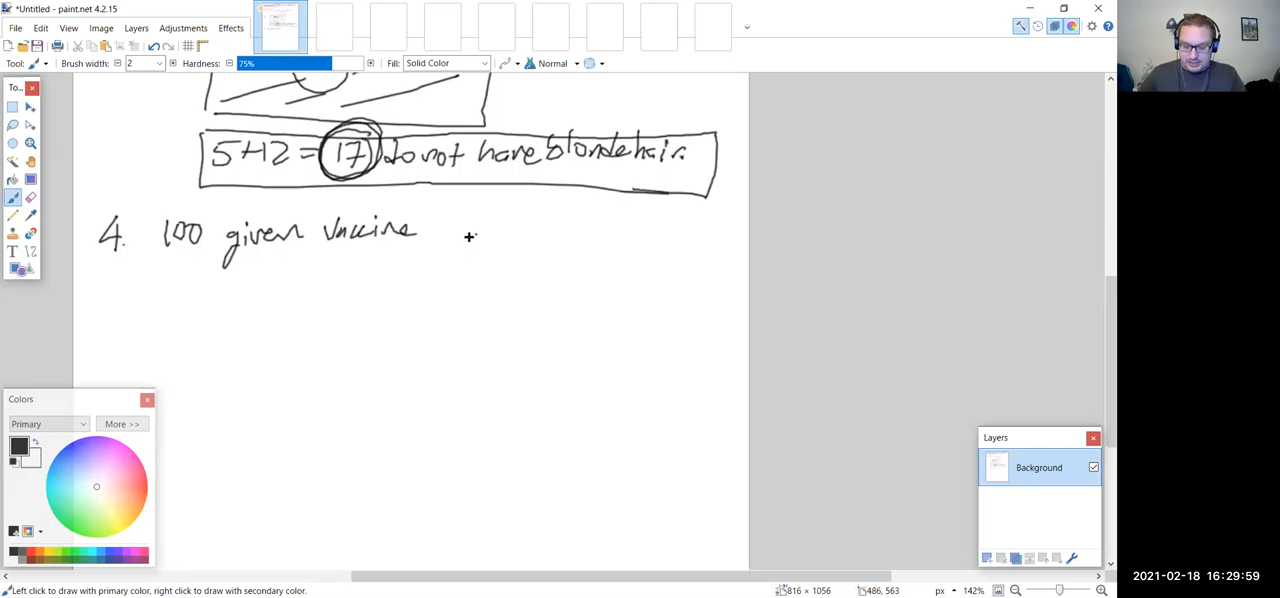 *Untitled - paint.net 4.2.15
File Edit View Image Layers Adjustments Effects
Tool: Brush width: 2 Hardness: 75% Fill: Solid Color Normal
To...
5+12 = 17 do not have blonde hair.
4. 100 given vaccine
Colors
Primary More >>
Layers
Background
2021-02-18 16:29:59
Left click to draw with primary color, right click to draw with secondary color. 816 × 1056 486, 563 px 142%